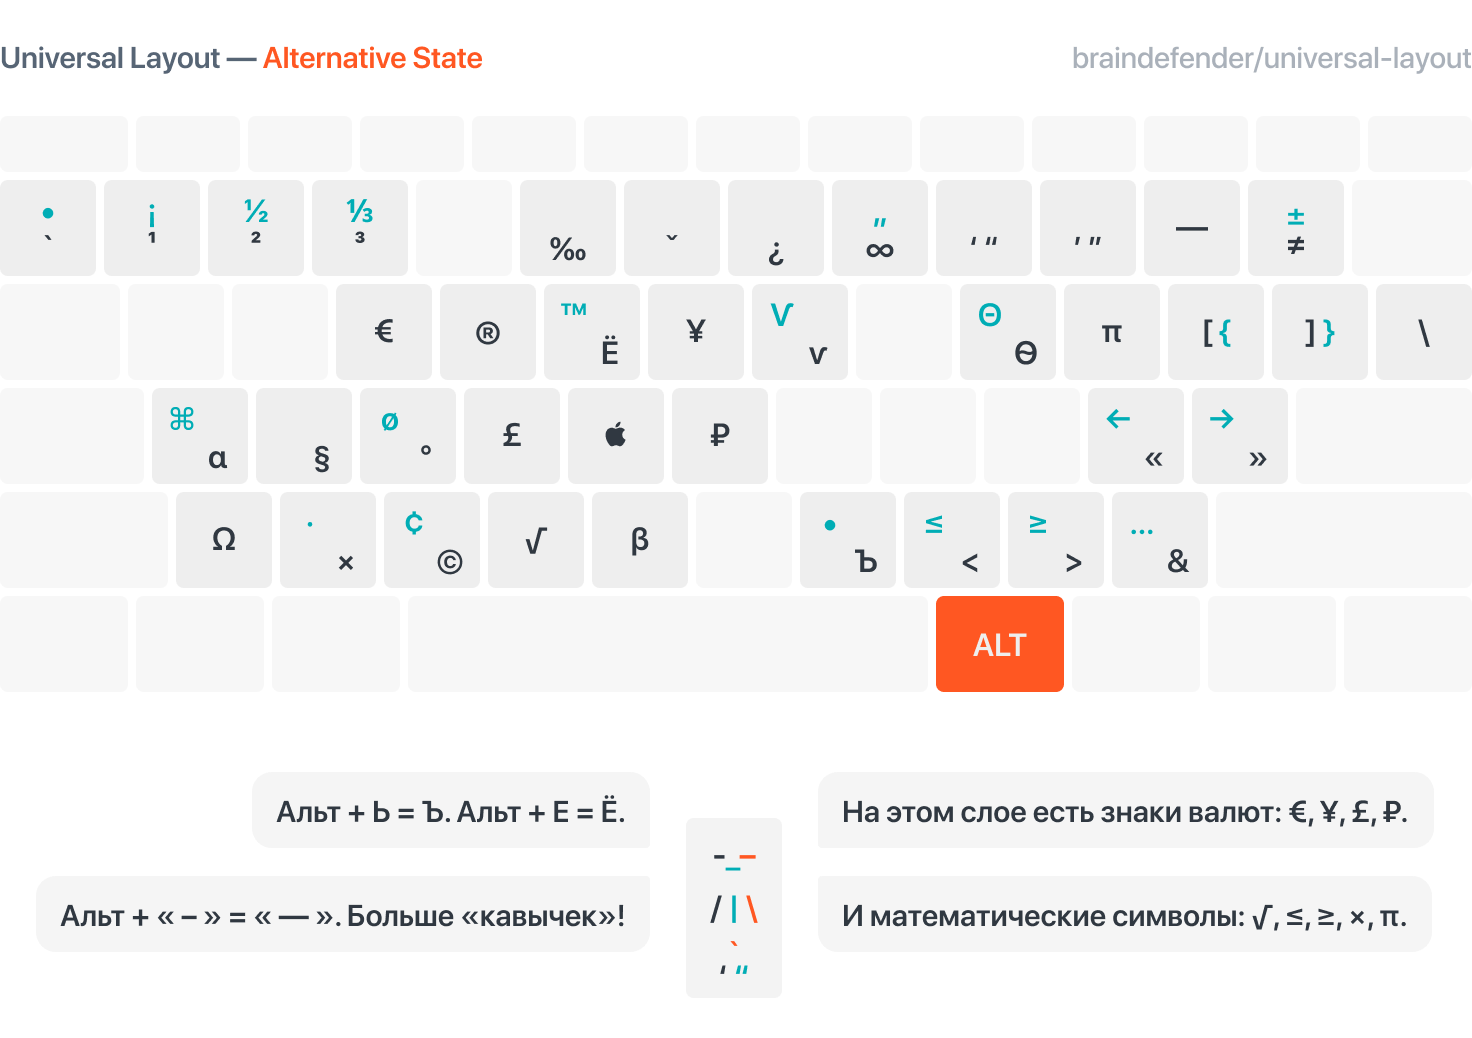 Universal Layout — Alternative State
braindefender/universal-layout
• ¡ ½ ⅓ „ ±
` ¹ ² ³ ‰ ˇ ¿ ∞ ‘ “ ’ ” — ≠
€ ® ™ Ё ¥ Ѵ ѵ Θ Ɵ π [ { ] } \
⌘ α § ø ° £  ₽ ← « → »
Ω · × ¢ © √ β • Ъ ≤ < ≥ > … &
ALT
Альт + Ь = Ъ. Альт + Е = Ё.
На этом слое есть знаки валют: €, ¥, £, ₽.
- _ –
/ | \
Альт + « – » = « — ». Больше «кавычек»!
И математические символы: √, ≤, ≥, ×, π.
`
‘ “